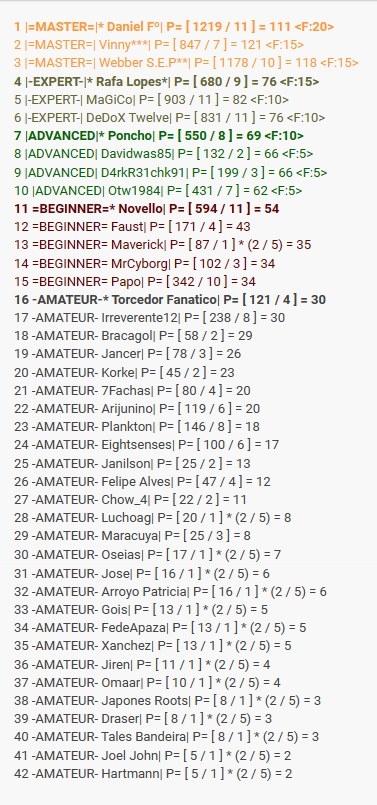 1 |=MASTER=|* Daniel Fº| P= [ 1219 / 11 ] = 111 <F:20>
2 |=MASTER=| Vinny***| P= [ 847 / 7 ] = 121 <F:15>
3 |=MASTER=| Webber S.E.P**| P= [ 1178 / 10 ] = 118 <F:15>
4 |-EXPERT-|* Rafa Lopes*| P= [ 680 / 9 ] = 76 <F:15>
5 |-EXPERT-| MaGiCo| P= [ 903 / 11 ] = 82 <F:10>
6 |-EXPERT-| DeDoX Twelve| P= [ 831 / 11 ] = 76 <F:10>
7 |ADVANCED|* Poncho| P= [ 550 / 8 ] = 69 <F:10>
8 |ADVANCED| Davidwas85| P= [ 132 / 2 ] = 66 <F:5>
9 |ADVANCED| D4rkR31chk91| P= [ 199 / 3 ] = 66 <F:5>
10 |ADVANCED| Otw1984| P= [ 431 / 7 ] = 62 <F:5>
11 =BEGINNER=* Novello| P= [ 594 / 11 ] = 54
12 =BEGINNER= Faust| P= [ 171 / 4 ] = 43
13 =BEGINNER= Maverick| P= [ 87 / 1 ] * (2 / 5) = 35
14 =BEGINNER= MrCyborg| P= [ 102 / 3 ] = 34
15 =BEGINNER= Papo| P= [ 342 / 10 ] = 34
16 -AMATEUR-* Torcedor Fanatico| P= [ 121 / 4 ] = 30
17 -AMATEUR- Irreverente12| P= [ 238 / 8 ] = 30
18 -AMATEUR- Bracagol| P= [ 58 / 2 ] = 29
19 -AMATEUR- Jancer| P= [ 78 / 3 ] = 26
20 -AMATEUR- Korke| P= [ 45 / 2 ] = 23
21 -AMATEUR- 7Fachas| P= [ 80 / 4 ] = 20
22 -AMATEUR- Arijunino| P= [ 119 / 6 ] = 20
23 -AMATEUR- Plankton| P= [ 146 / 8 ] = 18
24 -AMATEUR- Eightsenses| P= [ 100 / 6 ] = 17
25 -AMATEUR- Janilson| P= [ 25 / 2 ] = 13
26 -AMATEUR- Felipe Alves| P= [ 47 / 4 ] = 12
27 -AMATEUR- Chow_4| P= [ 22 / 2 ] = 11
28 -AMATEUR- Luchoag| P= [ 20 / 1 ] * (2 / 5) = 8
29 -AMATEUR- Maracuya| P= [ 25 / 3 ] = 8
30 -AMATEUR- Oseias| P= [ 17 / 1 ] * (2 / 5) = 7
31 -AMATEUR- Jose| P= [ 16 / 1 ] * (2 / 5) = 6
32 -AMATEUR- Arroyo Patricia| P= [ 16 / 1 ] * (2 / 5) = 6
33 -AMATEUR- Gois| P= [ 13 / 1 ] * (2 / 5) = 5
34 -AMATEUR- FedeApaza| P= [ 13 / 1 ] * (2 / 5) = 5
35 -AMATEUR- Xanchez| P= [ 13 / 1 ] * (2 / 5) = 5
36 -AMATEUR- Jiren| P= [ 11 / 1 ] * (2 / 5) = 4
37 -AMATEUR- Omaar| P= [ 10 / 1 ] * (2 / 5) = 4
38 -AMATEUR- Japones Roots| P= [ 8 / 1 ] * (2 / 5) = 3
39 -AMATEUR- Draser| P= [ 8 / 1 ] * (2 / 5) = 3
40 -AMATEUR- Tales Bandeira| P= [ 8 / 1 ] * (2 / 5) = 3
41 -AMATEUR- Joel John| P= [ 5 / 1 ] * (2 / 5) = 2
42 -AMATEUR- Hartmann| P= [ 5 / 1 ] * (2 / 5) = 2